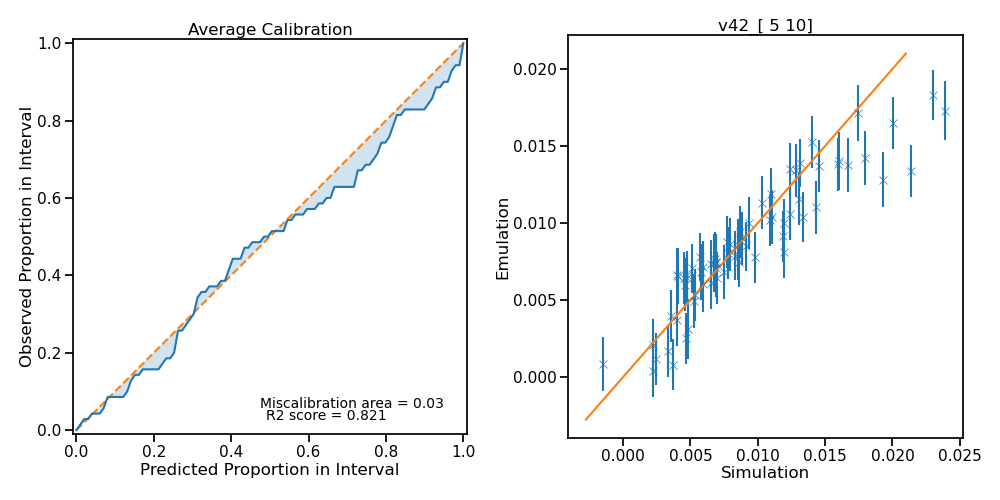 Average Calibration
1.0
0.8
0.6
0.4
0.2
0.0
Observed Proportion in Interval
Miscalibration area = 0.03
R2 score = 0.821
0.0 0.2 0.4 0.6 0.8 1.0
Predicted Proportion in Interval
v42_[ 5 10]
0.020
0.015
0.010
0.005
0.000
Emulation
0.000 0.005 0.010 0.015 0.020 0.025
Simulation